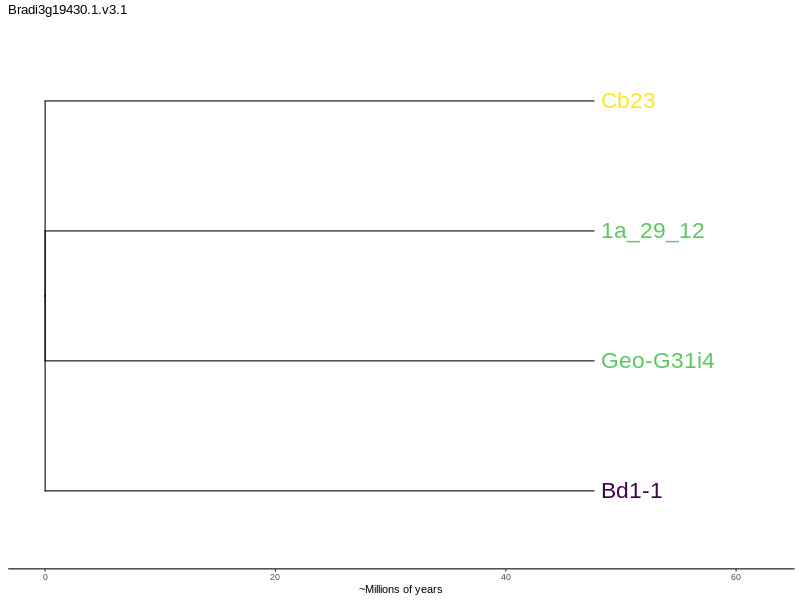 Bradi3g19430.1.v3.1
Cb23
1a_29_12
Geo-G31i4
Bd1-1
0 20 40 60
~Millions of years